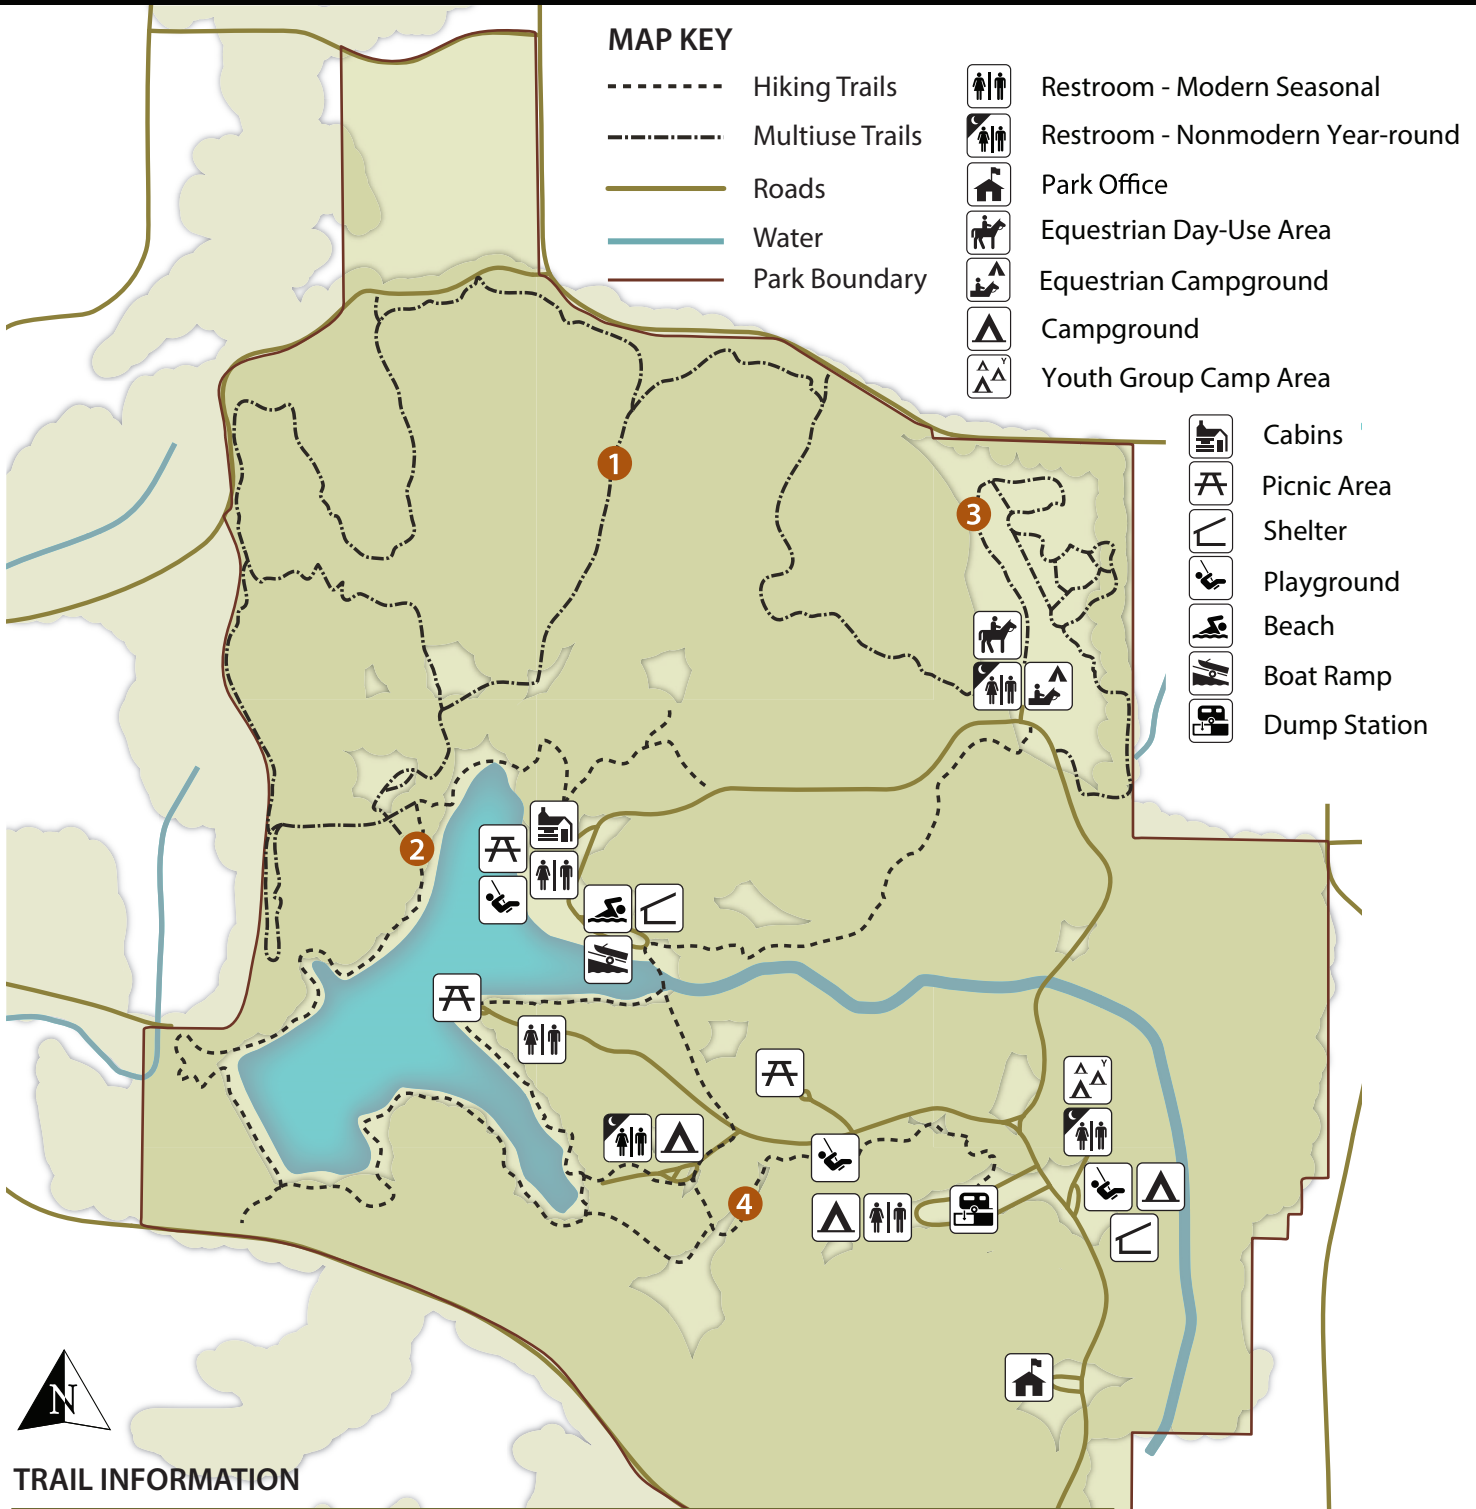 MAP KEY
Hiking Trails
Multiuse Trails
Roads
Water
Park Boundary
Restroom - Modern Seasonal
Restroom - Nonmodern Year-round
Park Office
Equestrian Day-Use Area
Equestrian Campground
Campground
Y
Youth Group Camp Area
Cabins
Picnic Area
Shelter
Playground
Beach
Boat Ramp
Dump Station
1
3
2
Y
4
N
TRAIL INFORMATION